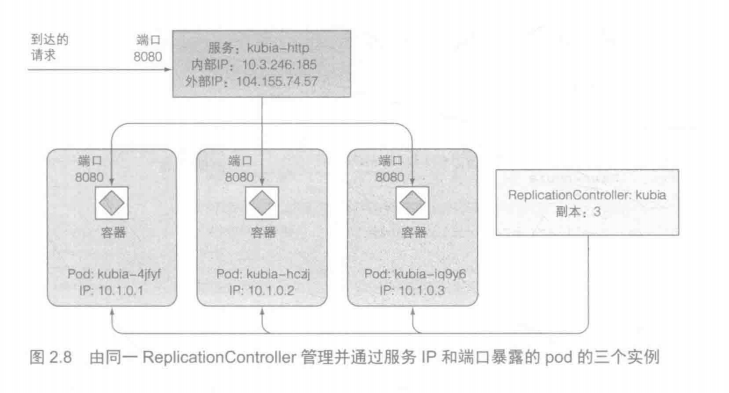 到达的
请求
端口
8080
服务：kubia-http
内部IP：10.3.246.185
外部IP：104.155.74.57
端口
8080
容器
Pod: kubia-4jfyf
IP: 10.1.0.1
端口
8080
容器
Pod: kubia-hczij
IP: 10.1.0.2
端口
8080
容器
Pod: kubia-lq9y6
IP: 10.1.0.3
ReplicationController: kubia
副本：3
图 2.8 由同一 ReplicationController 管理并通过服务 IP 和端口暴露的 pod 的三个实例